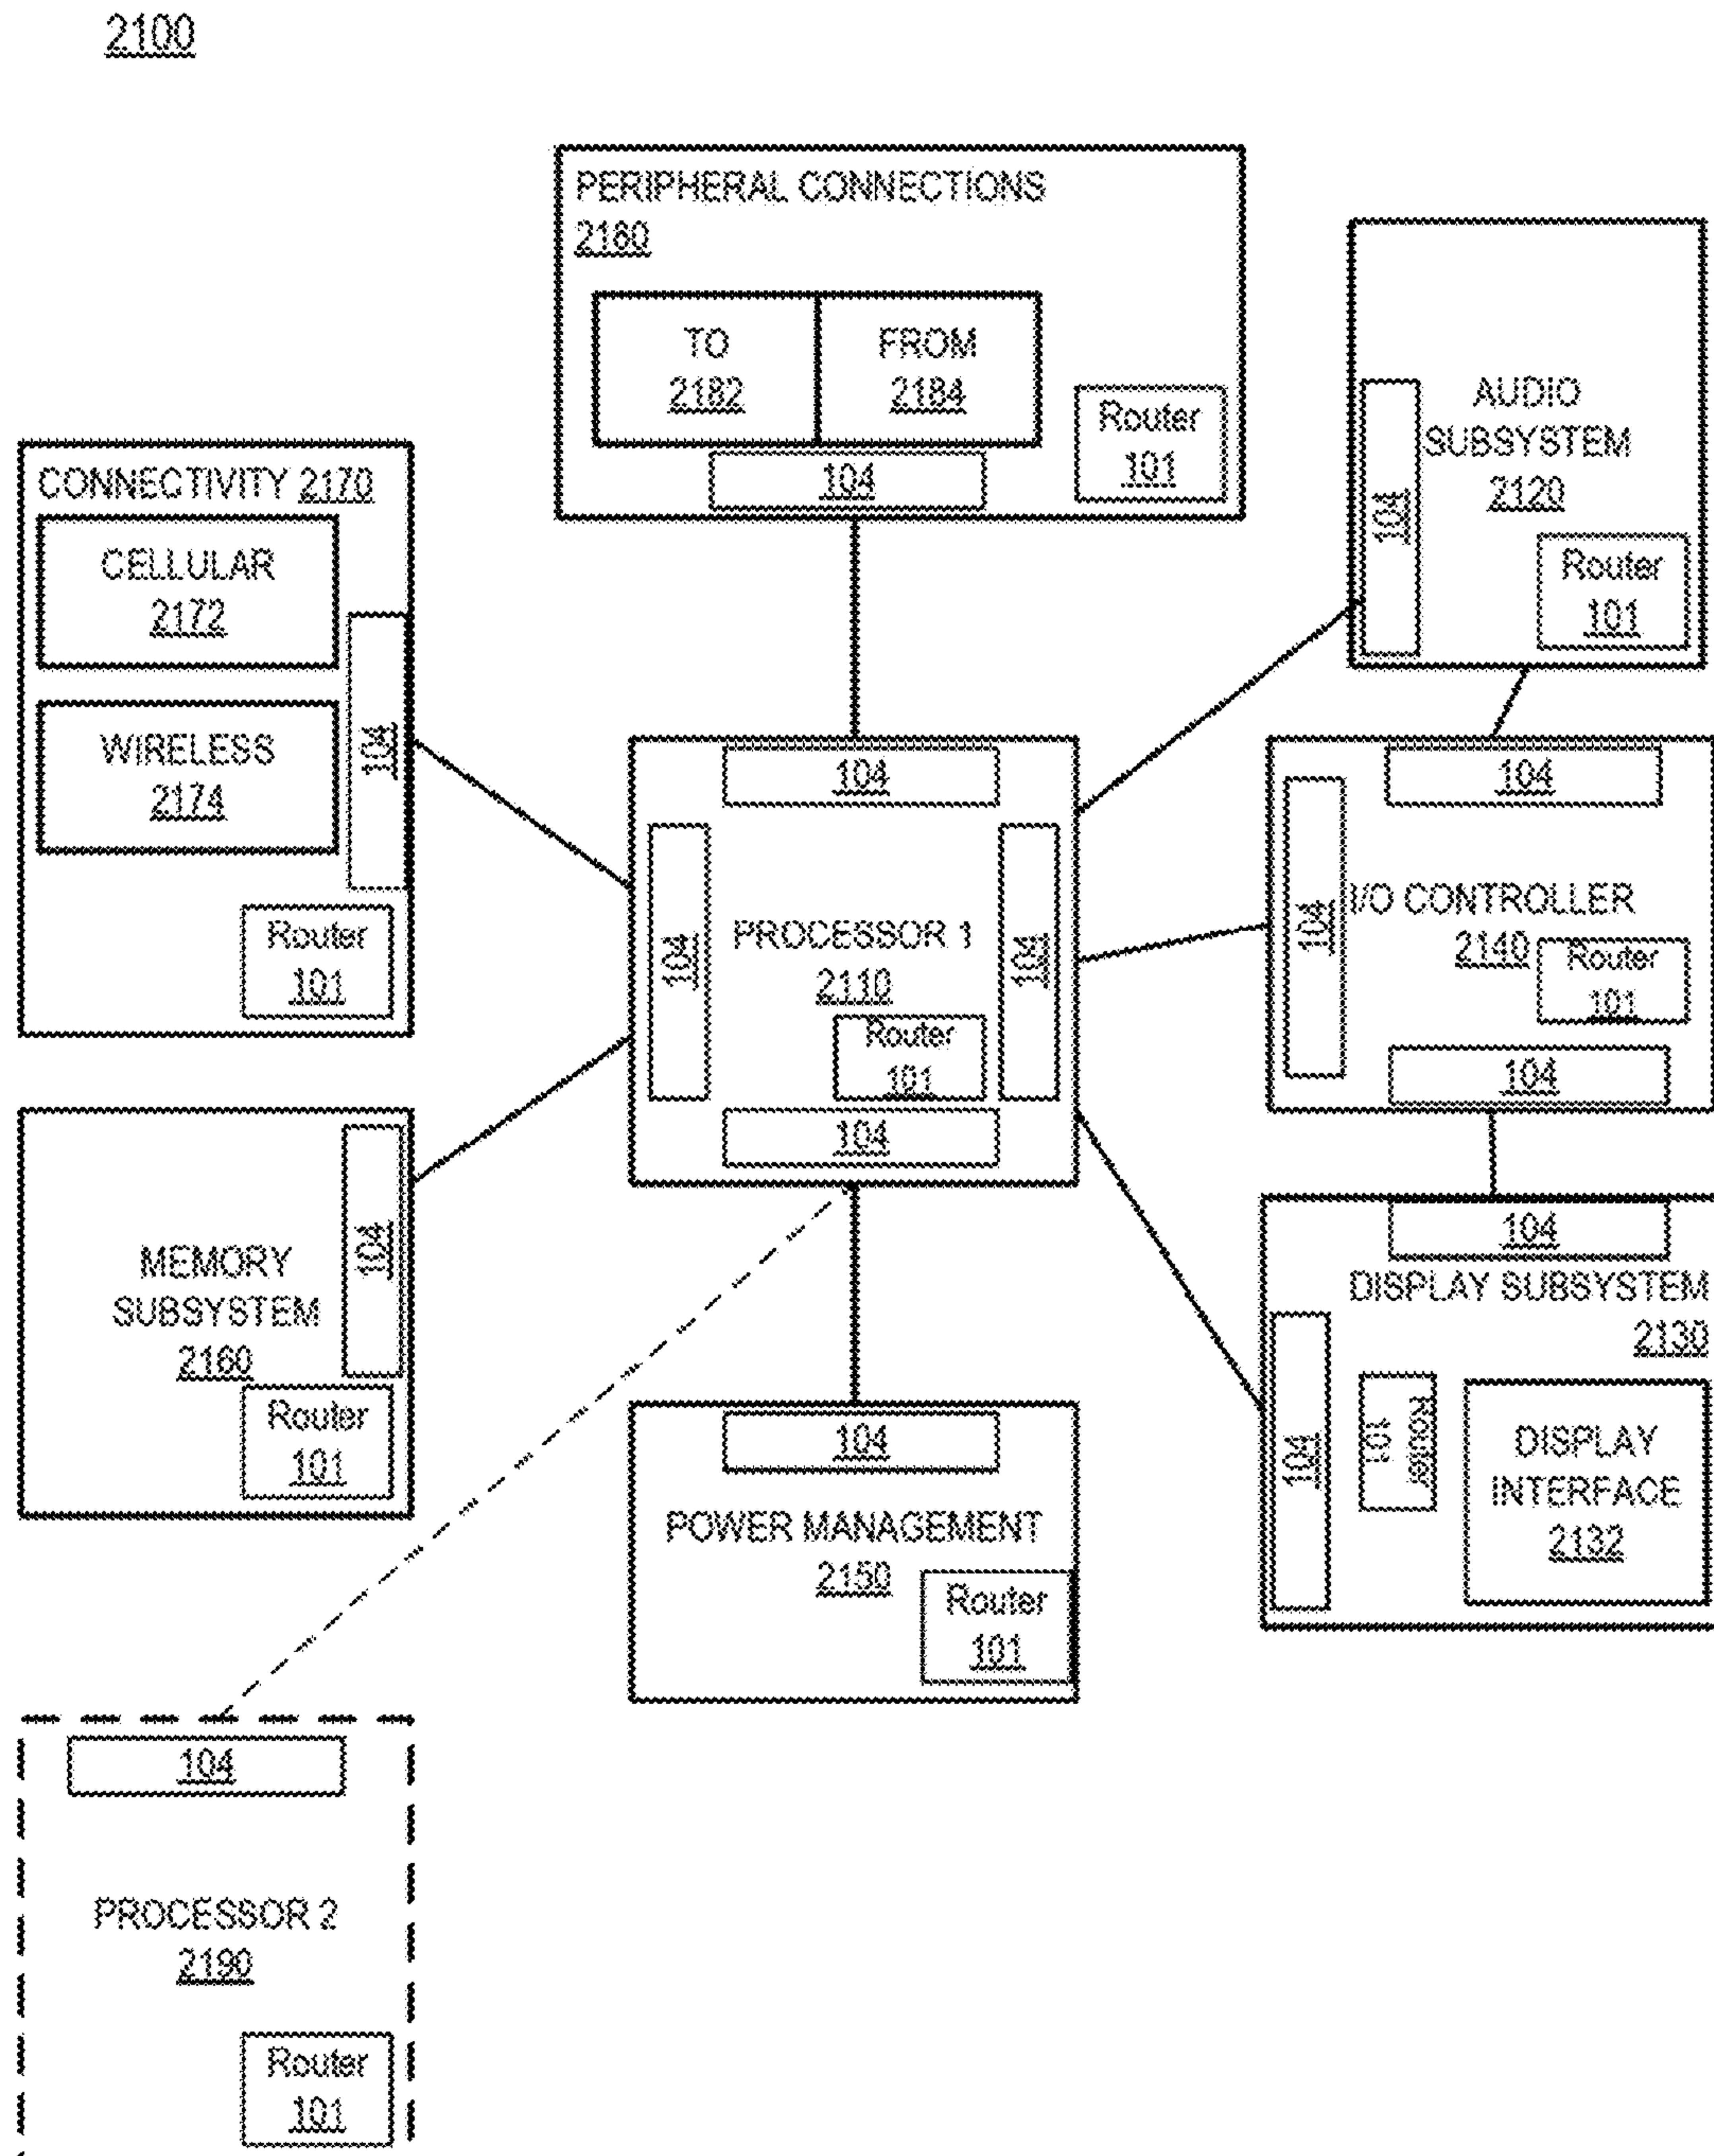 2100
PERIPHERAL CONNECTIONS
2180
TO
2182
FROM
2184
104
Router
101
AUDIO
SUBSYSTEM
2120
104
Router
101
CONNECTIVITY 2170
CELLULAR
2172
WIRELESS
2174
104
Router
101
104
104
PROCESSOR 1
2110
104
Router
101
104
104
104
I/O CONTROLLER
2140
Router
101
104
MEMORY
SUBSYSTEM
2160
104
Router
101
104
DISPLAY SUBSYSTEM
2130
104
Router
101
DISPLAY
INTERFACE
2132
104
POWER MANAGEMENT
2150
Router
101
104
PROCESSOR 2
2190
Router
101